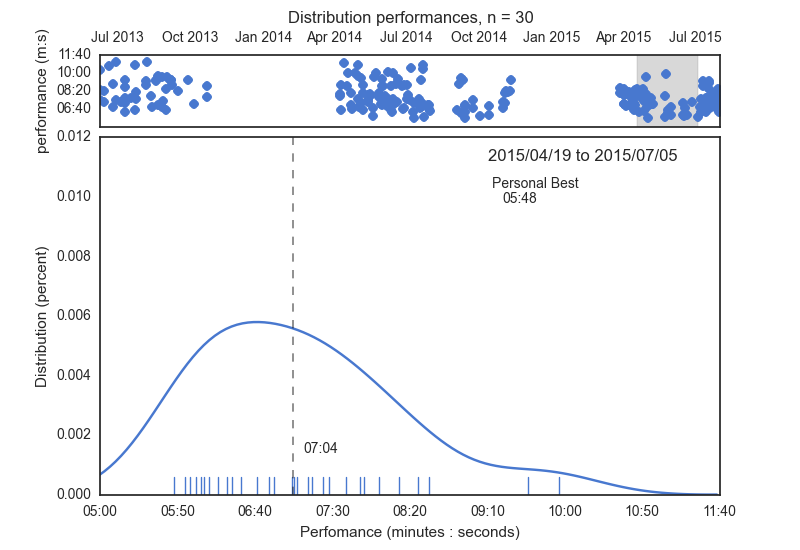 Distribution performances, n = 30
Jul 2013 Oct 2013 Jan 2014 Apr 2014 Jul 2014 Oct 2014 Jan 2015 Apr 2015 Jul 2015
performance (m:s)
11:40
10:00
08:20
06:40
Distribution (percent)
0.012
0.010
0.008
0.006
0.004
0.002
0.000
2015/04/19 to 2015/07/05
Personal Best
05:48
07:04
05:00 05:50 06:40 07:30 08:20 09:10 10:00 10:50 11:40
Perfomance (minutes : seconds)